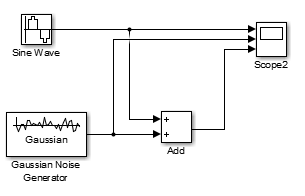 Sine Wave
Scope2
Gaussian
Gaussian Noise
Generator
+
+
Add